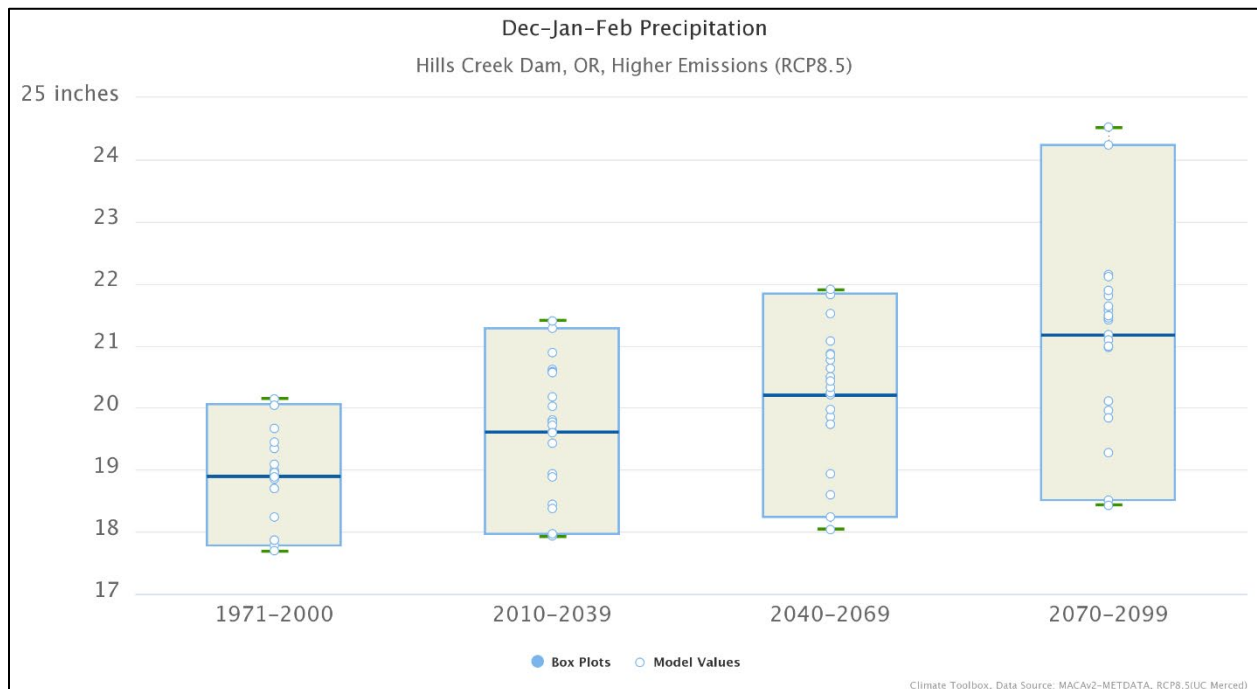 Dec-Jan-Feb Precipitation
Hills Creek Dam, OR, Higher Emissions (RCP8.5)
25 inches
24
23
22
21
20
19
18
17
1971-2000 2010-2039 2040-2069 2070-2099
Box Plots Model Values
Climate Toolbox, Data Source: MACAv2-METDATA, RCP8.5(UC Merced)